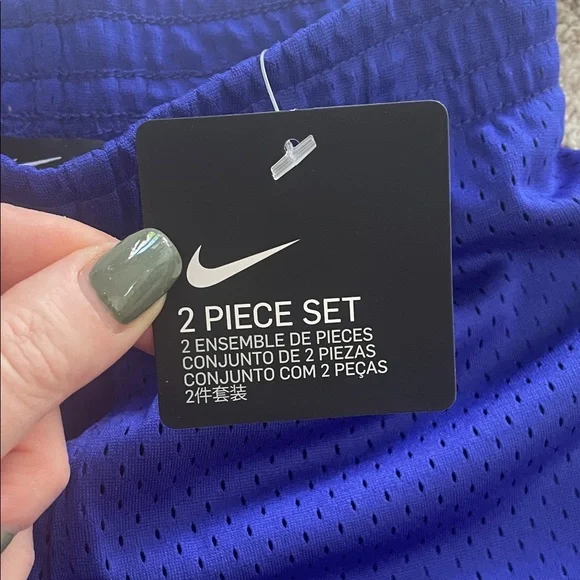 2 PIECE SET
2 ENSEMBLE DE PIECES
CONJUNTO DE 2 PIEZAS
CONJUNTO COM 2 PEÇAS
2件套装